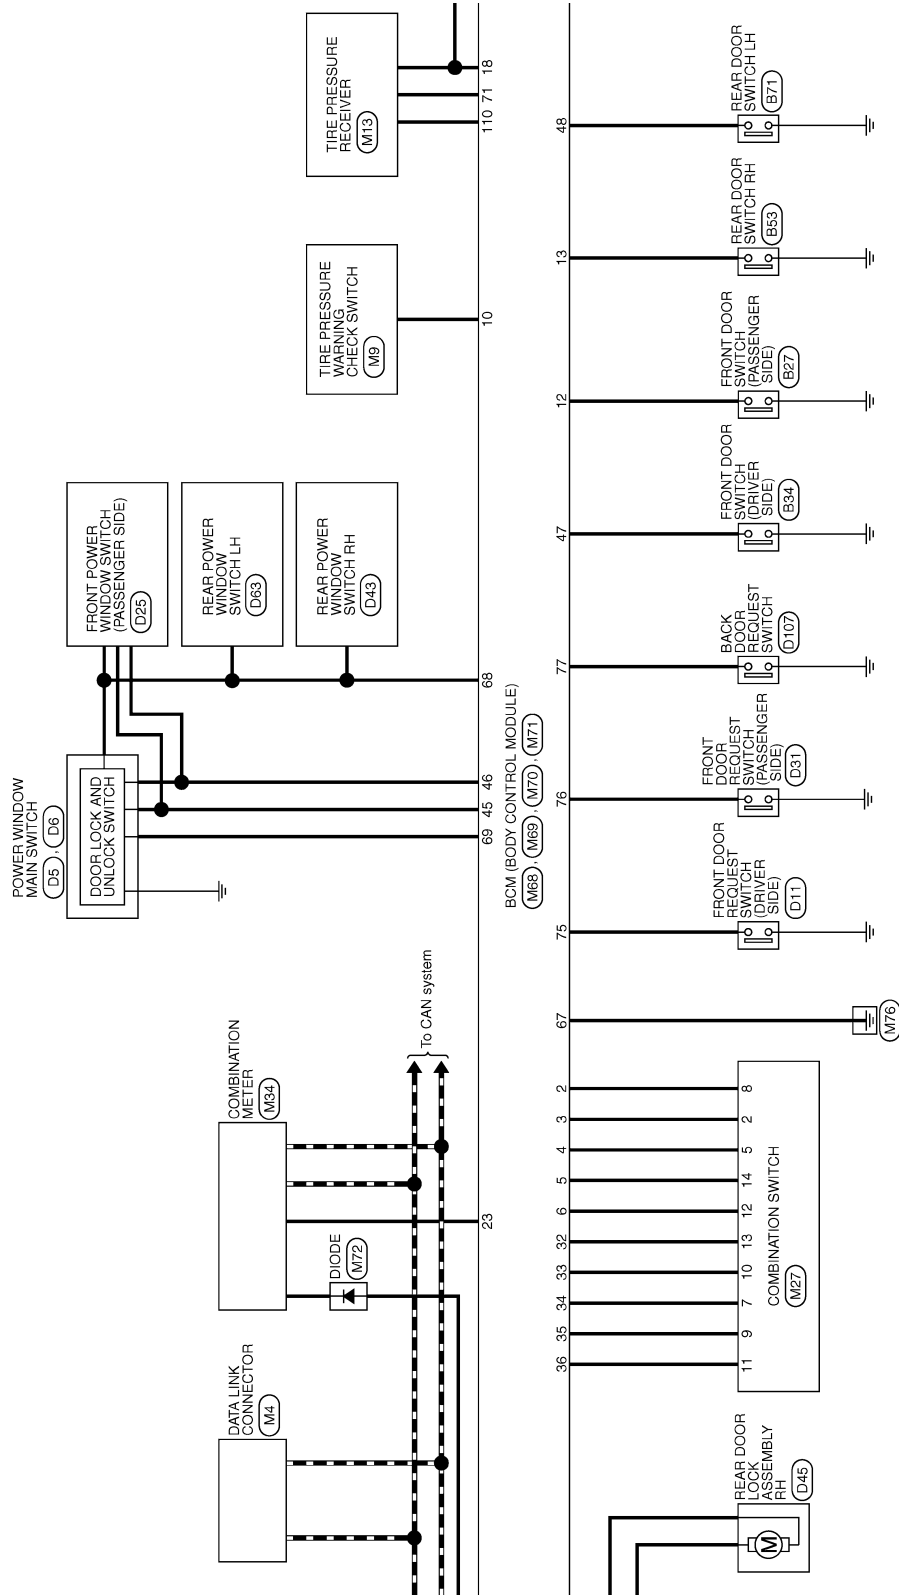 TIRE PRESSURE
RECEIVER
M13
18
71
110
TIRE PRESSURE
WARNING
CHECK SWITCH
M9
10
FRONT POWER
WINDOW SWITCH
(PASSENGER SIDE)
D25
REAR POWER
WINDOW
SWITCH LH
D63
REAR POWER
WINDOW
SWITCH RH
D43
68
POWER WINDOW
MAIN SWITCH
D5 , D6
DOOR LOCK AND
UNLOCK SWITCH
46
45
69
BCM (BODY CONTROL MODULE)
M68 , M69 , M70 , M71
To CAN system
COMBINATION
METER
M34
23
DIODE
M72
DATA LINK
CONNECTOR
M4
48
REAR DOOR
SWITCH LH
B71
13
REAR DOOR
SWITCH RH
B53
12
FRONT DOOR
SWITCH
(PASSENGER
SIDE)
B27
47
FRONT DOOR
SWITCH
(DRIVER
SIDE)
B34
77
BACK
DOOR
REQUEST
SWITCH
D107
76
FRONT
DOOR
REQUEST
SWITCH
(PASSENGER
SIDE)
D31
75
FRONT DOOR
REQUEST
SWITCH
(DRIVER
SIDE)
D11
67
M76
2 8
3 2
4 5
5 14
6 12
32 13
33 10
34 7
35 9
36 11
COMBINATION SWITCH
M27
REAR DOOR
LOCK
ASSEMBLY
RH
D45
M